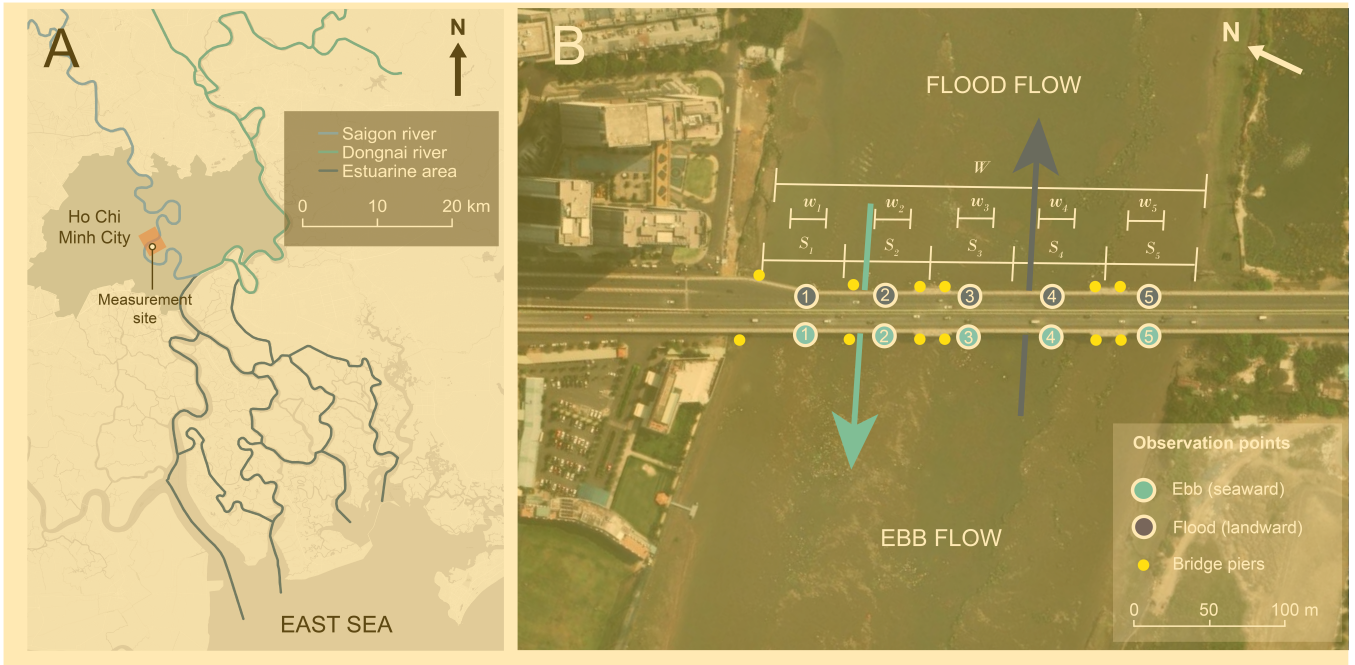 A
N
Saigon river
Dongnai river
Estuarine area
0 10 20 km
Ho Chi
Minh City
Measurement
site
EAST SEA
B
N
FLOOD FLOW
W
w1 w2 w3 w4 w5
S1 S2 S3 S4 S5
1 2 3 4 5
1 2 3 4 5
EBB FLOW
Observation points
Ebb (seaward)
Flood (landward)
Bridge piers
0 50 100 m